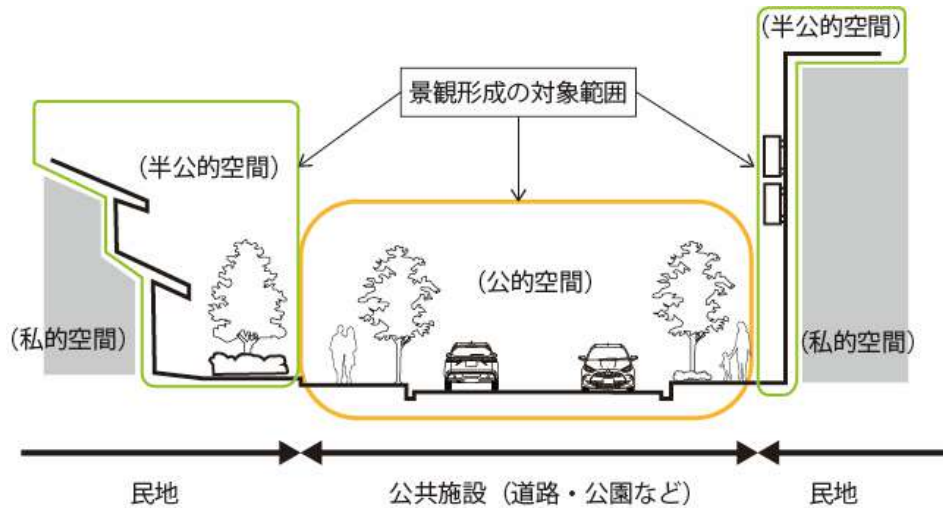 （半公的空間）
景観形成の対象範囲
（半公的空間）
（公的空間）
（私的空間）
（私的空間）
民地
公共施設（道路・公園など）
民地